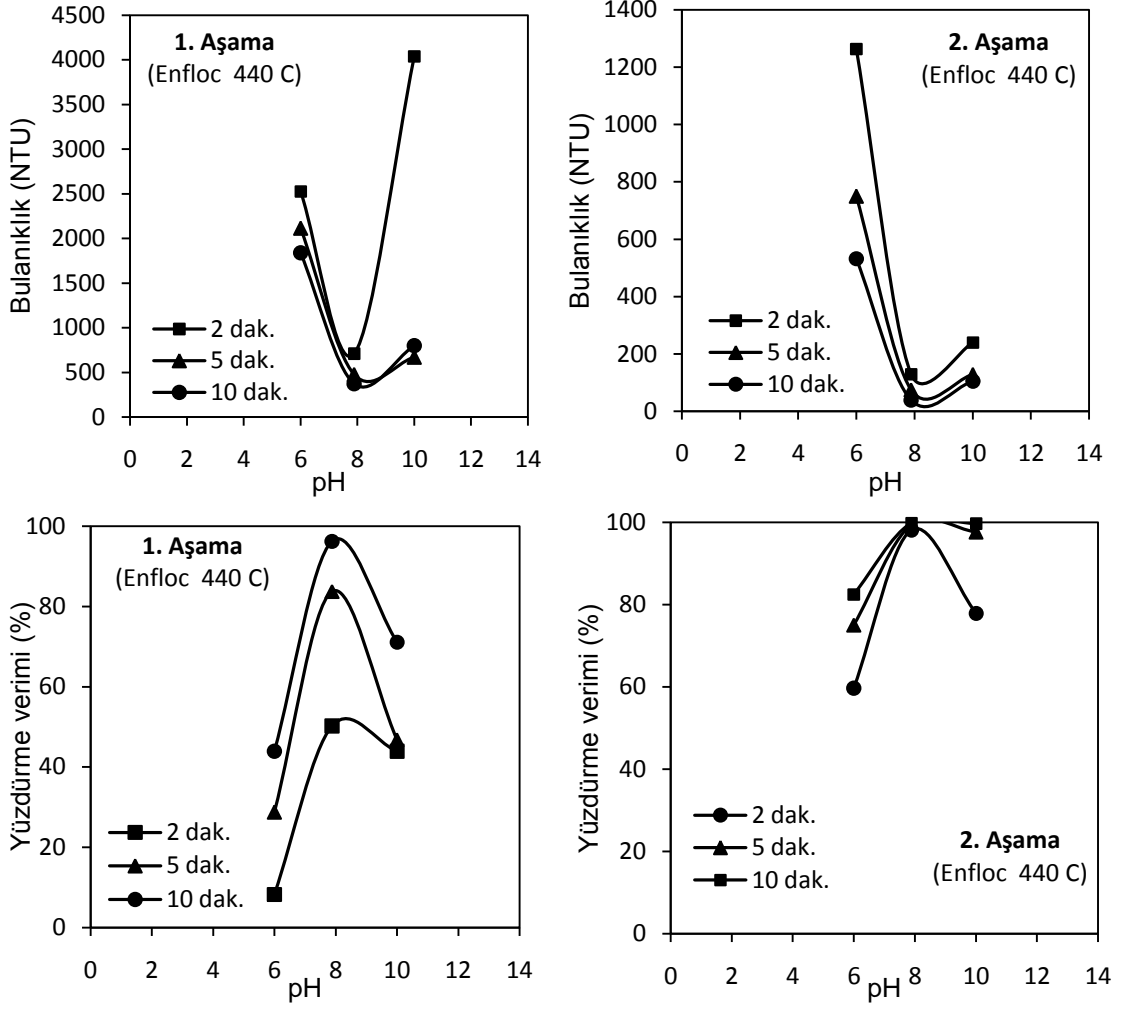 4500
4000
3500
3000
2500
2000
1500
1000
500
0
Bulanıklık (NTU)
1. Aşama
(Enfloc 440 C)
2 dak.
5 dak.
10 dak.
0 2 4 6 8 10 12 14
pH
1400
1200
1000
800
600
400
200
0
Bulanıklık (NTU)
2. Aşama
(Enfloc 440 C)
2 dak.
5 dak.
10 dak.
0 2 4 6 8 10 12 14
pH
100
80
60
40
20
0
Yüzdürme verimi (%)
1. Aşama
(Enfloc 440 C)
2 dak.
5 dak.
10 dak.
0 2 4 6 8 10 12 14
pH
100
80
60
40
20
0
Yüzdürme verimi (%)
2 dak.
5 dak.
10 dak.
2. Aşama
(Enfloc 440 C)
0 2 4 6 8 10 12 14
pH